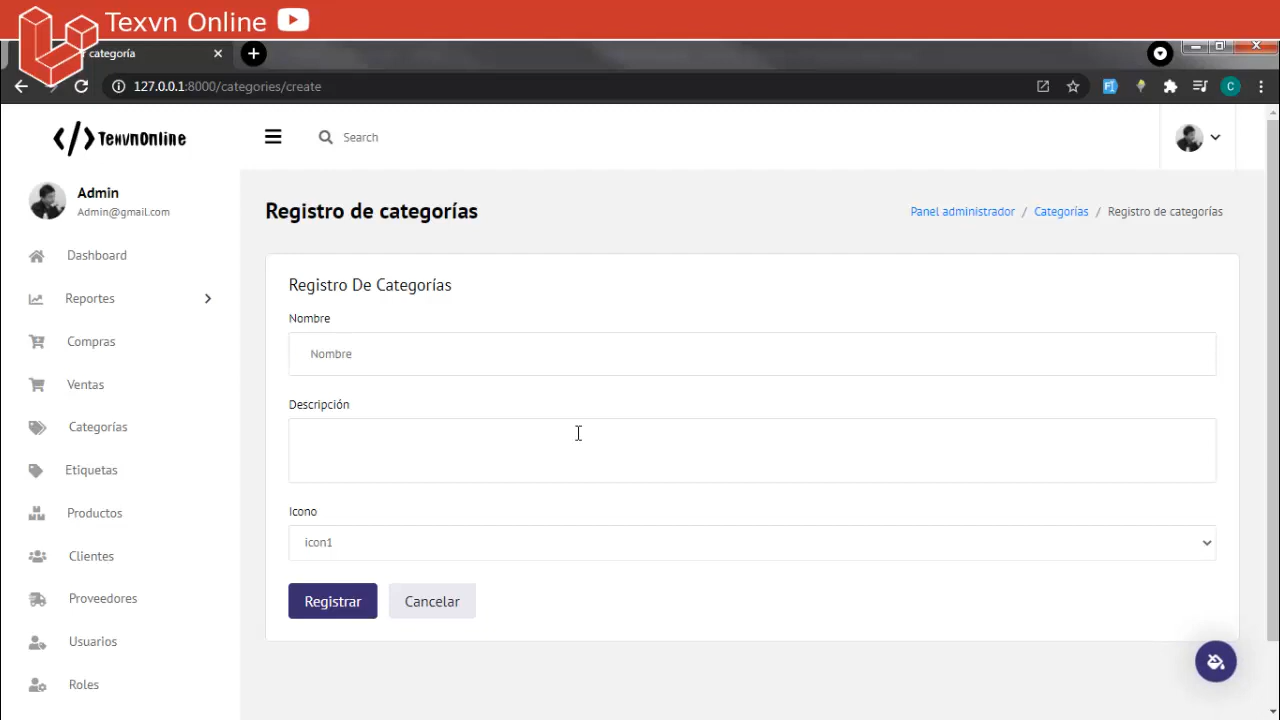 Texvn Online
categoría
127.0.0.1:8000/categories/create
C
TexvnOnline
Search
Admin
Admin@gmail.com
Dashboard
Reportes
Compras
Ventas
Categorías
Etiquetas
Productos
Clientes
Proveedores
Usuarios
Roles
Registro de categorías
Panel administrador / Categorías / Registro de categorías
Registro De Categorías
Nombre
Nombre
Descripción
Icono
icon1
Registrar
Cancelar